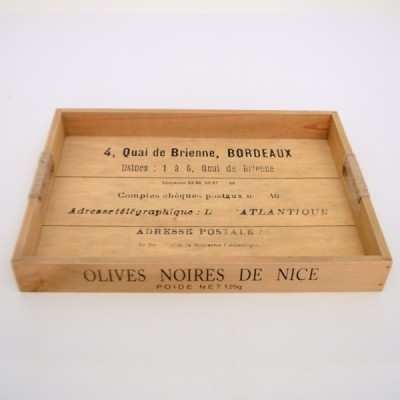 4, Quai de Brienne, BORDEAUX
Usines : 1 à 6, Quai de Brienne
Comptes chèques postaux
Adresse télégraphique : L ATLANTIQUE
ADRESSE POSTALE
OLIVES NOIRES DE NICE
POIDE NET 125g